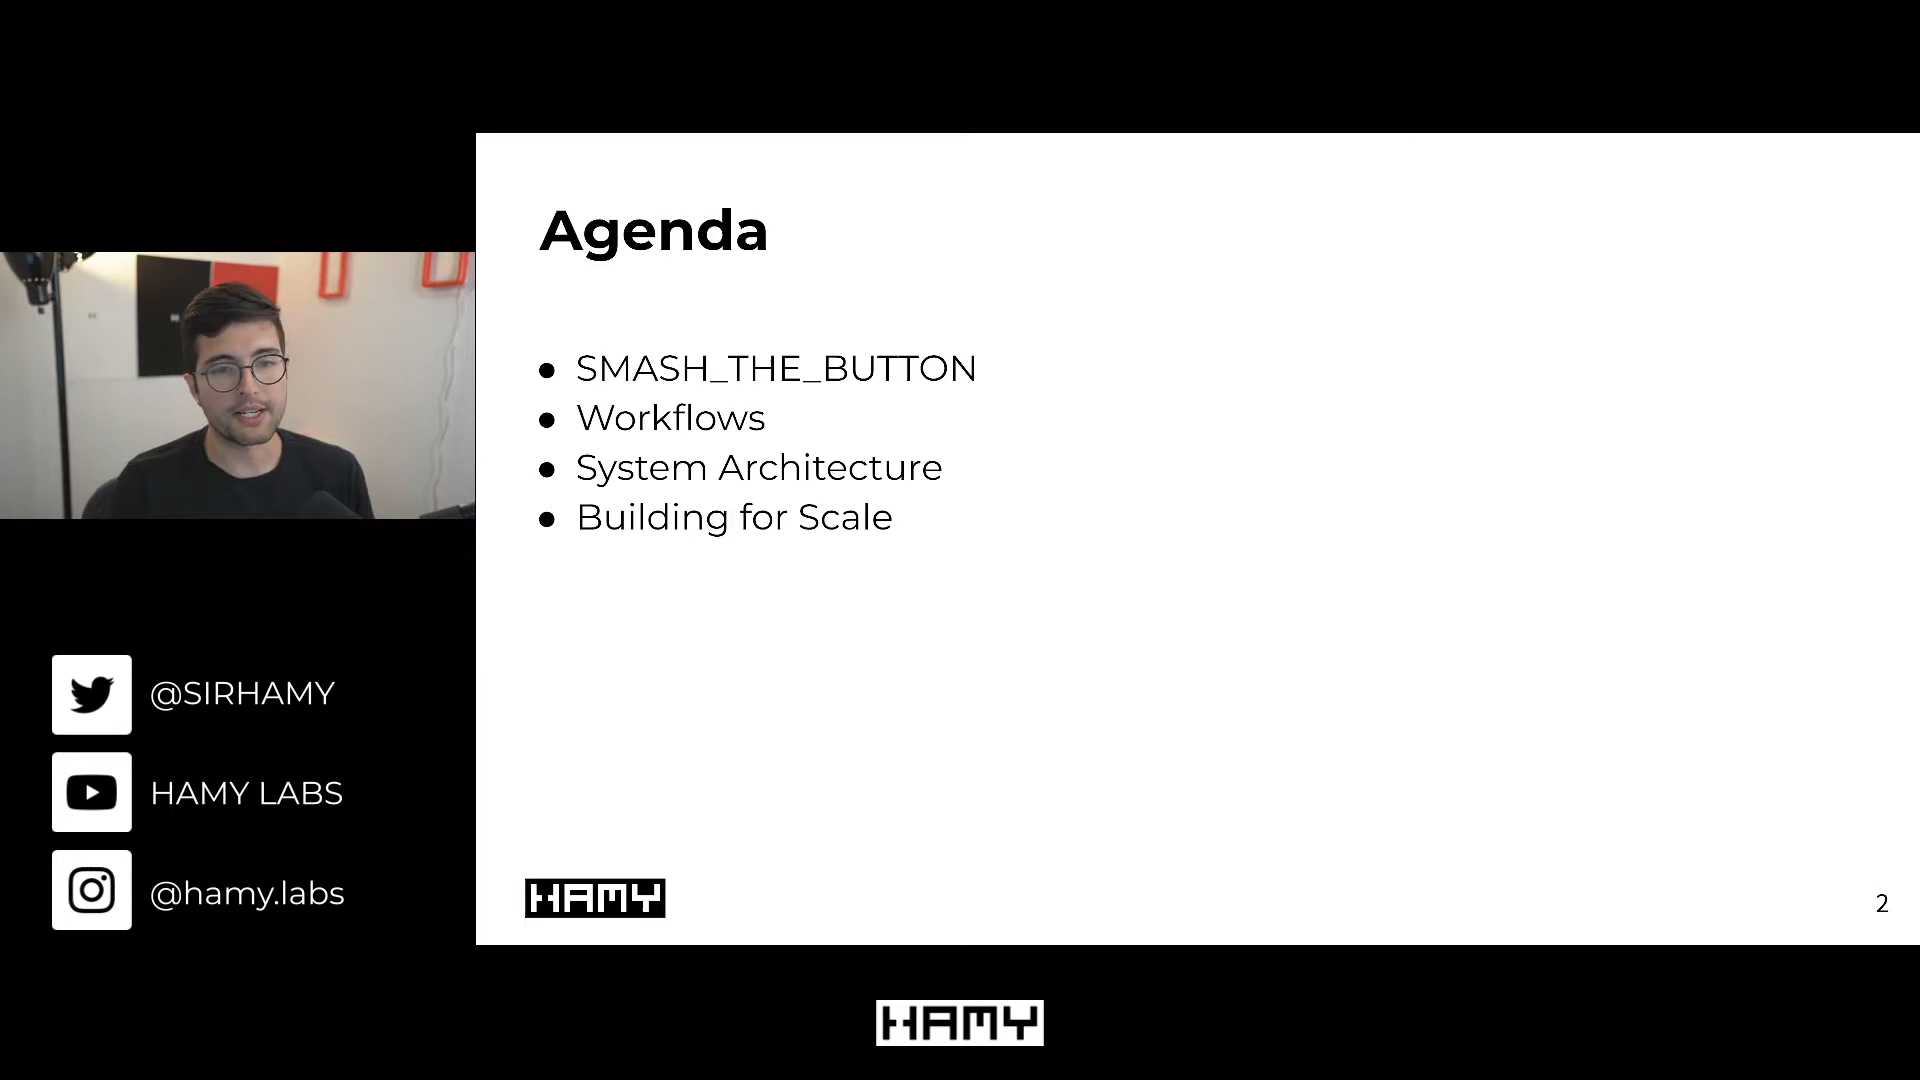 Agenda
SMASH_THE_BUTTON
Workflows
System Architecture
Building for Scale
@SIRHAMY
HAMY LABS
@hamy.labs
HAMY
2
HAMY